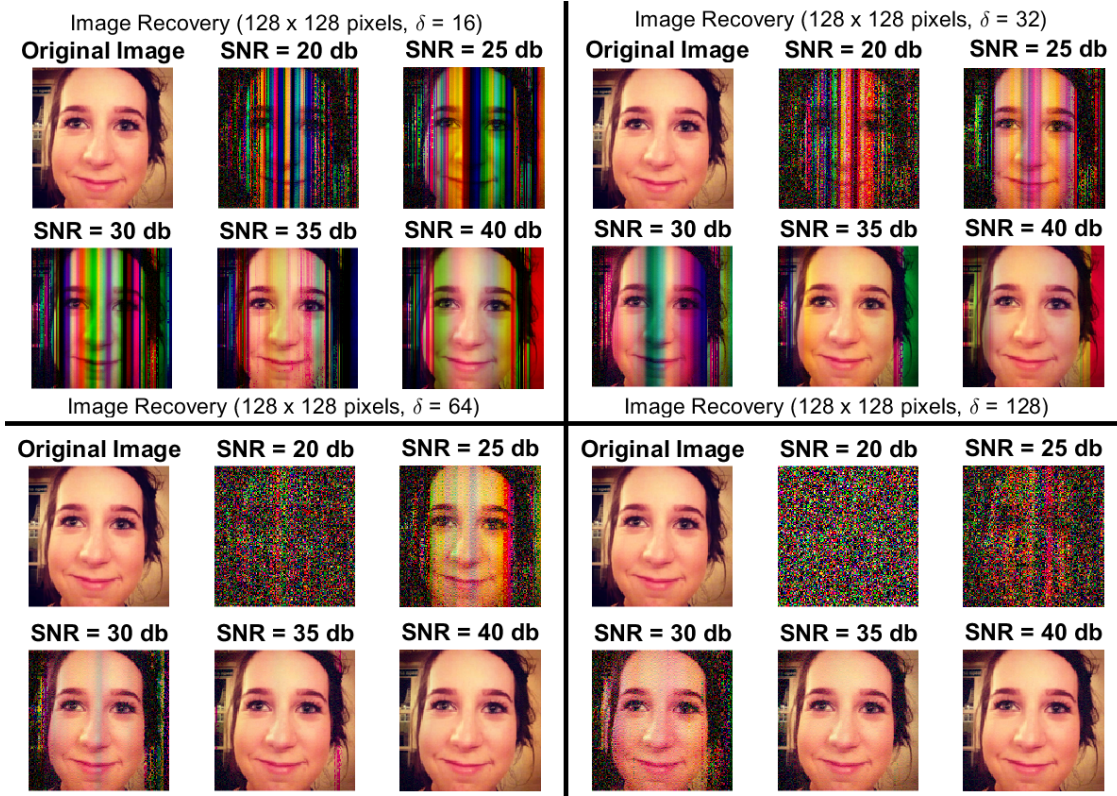 Image Recovery (128 x 128 pixels, δ = 16)
Original Image SNR = 20 db SNR = 25 db
SNR = 30 db SNR = 35 db SNR = 40 db
Image Recovery (128 x 128 pixels, δ = 32)
Original Image SNR = 20 db SNR = 25 db
SNR = 30 db SNR = 35 db SNR = 40 db
Image Recovery (128 x 128 pixels, δ = 64)
Original Image SNR = 20 db SNR = 25 db
SNR = 30 db SNR = 35 db SNR = 40 db
Image Recovery (128 x 128 pixels, δ = 128)
Original Image SNR = 20 db SNR = 25 db
SNR = 30 db SNR = 35 db SNR = 40 db